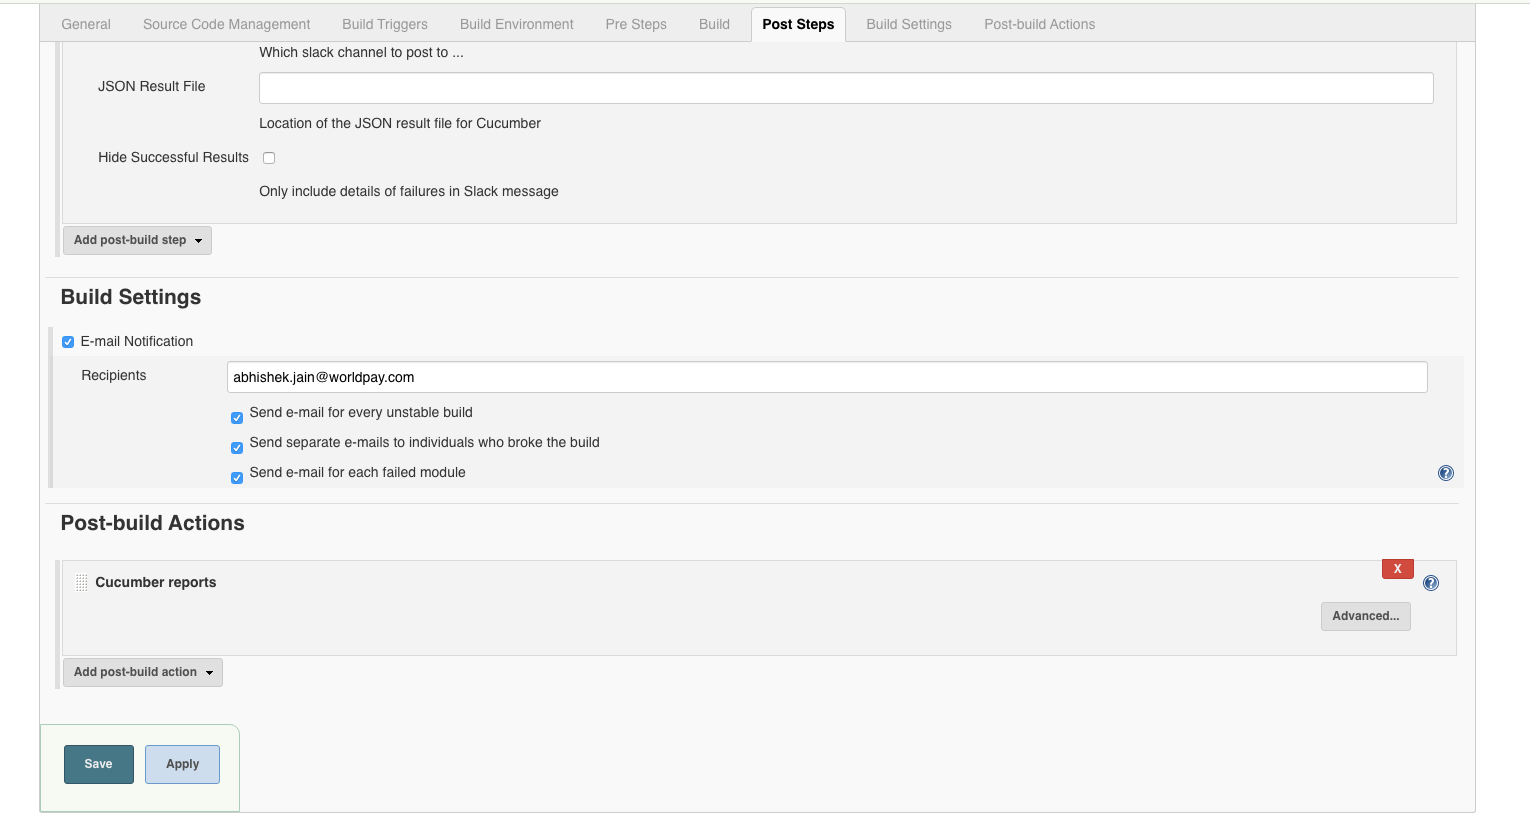 General Source Code Management Build Triggers Build Environment Pre Steps Build Post Steps Build Settings Post-build Actions
Which slack channel to post to ...
JSON Result File
Location of the JSON result file for Cucumber
Hide Successful Results
Only include details of failures in Slack message
Add post-build step
Build Settings
E-mail Notification
Recipients abhishek.jain@worldpay.com
Send e-mail for every unstable build
Send separate e-mails to individuals who broke the build
Send e-mail for each failed module
?
Post-build Actions
X
Cucumber reports ?
Advanced...
Add post-build action
Save Apply